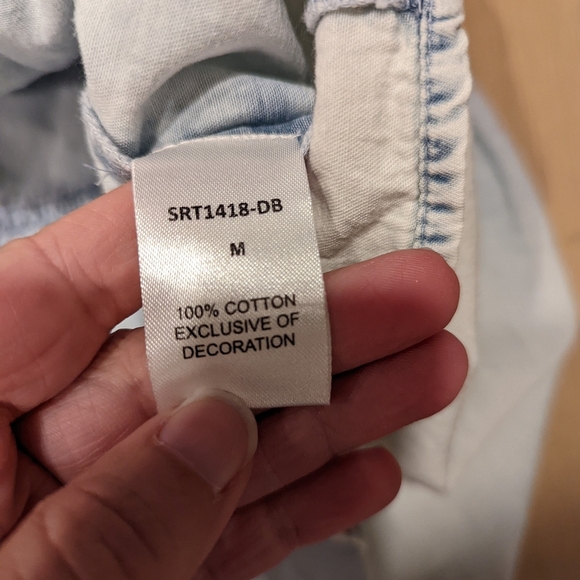 SRT1418-DB
M
100% COTTON
EXCLUSIVE OF
DECORATION